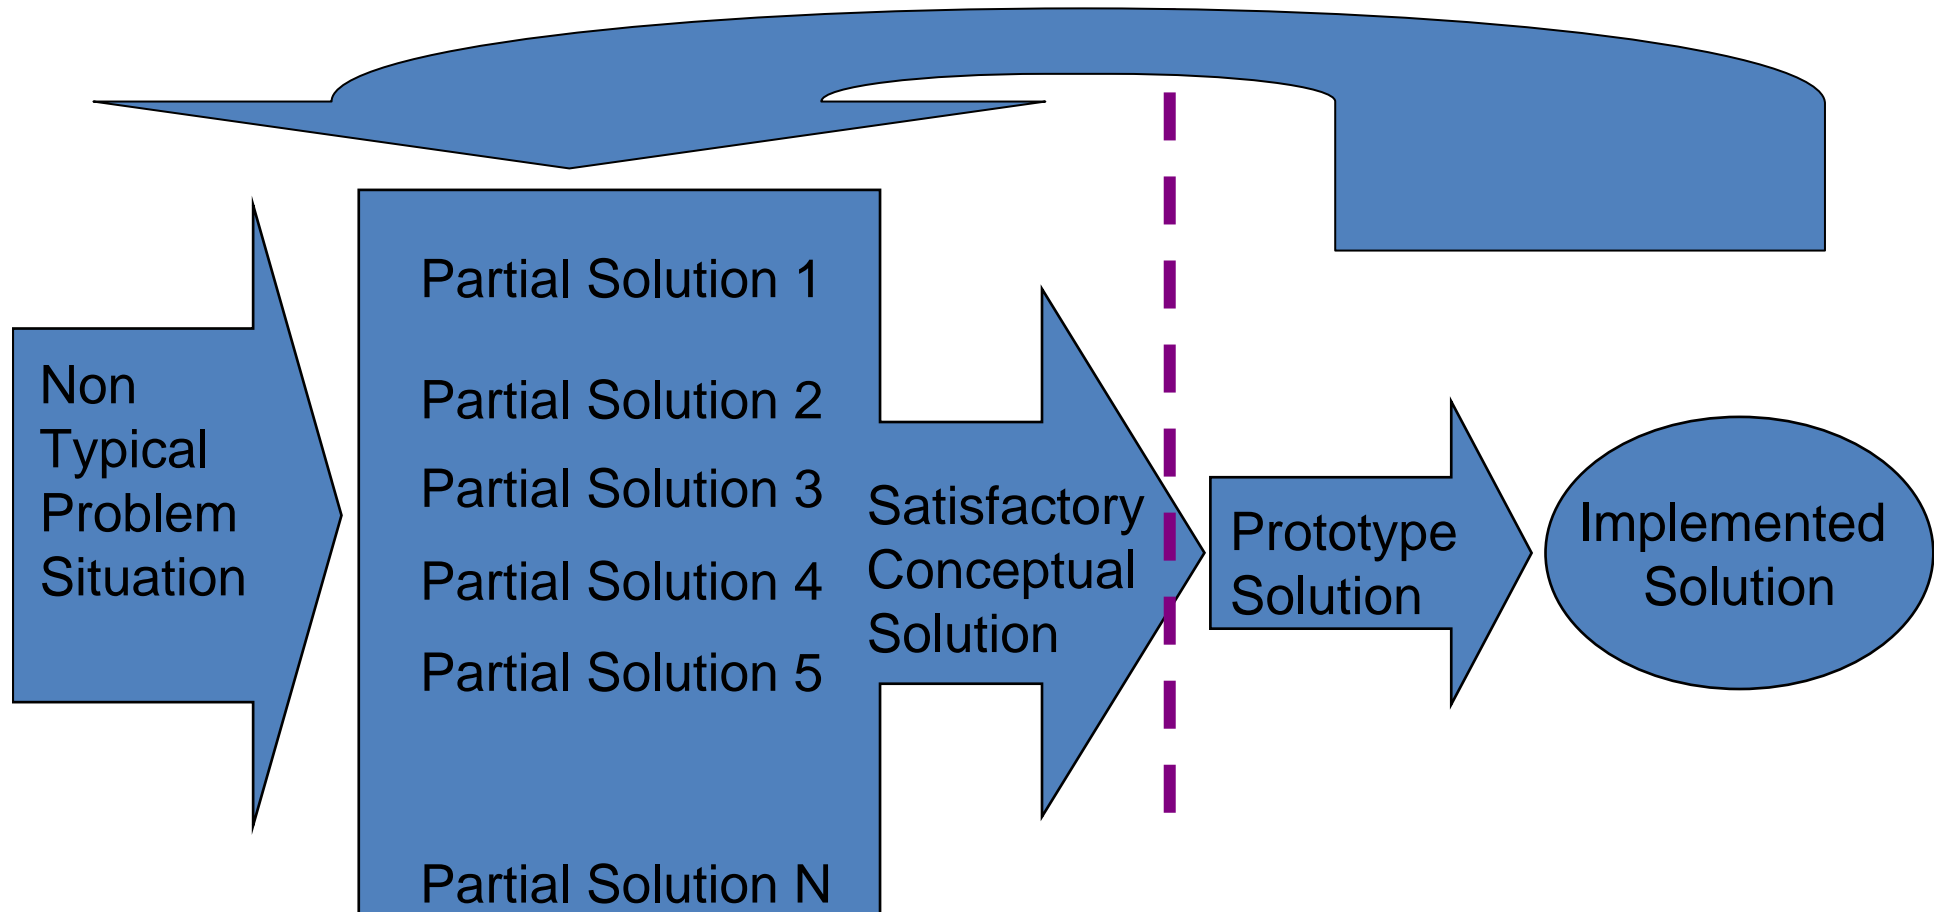 Non
Typical
Problem
Situation
Partial Solution 1
Partial Solution 2
Partial Solution 3
Partial Solution 4
Partial Solution 5
Partial Solution N
Satisfactory
Conceptual
Solution
Prototype
Solution
Implemented
Solution